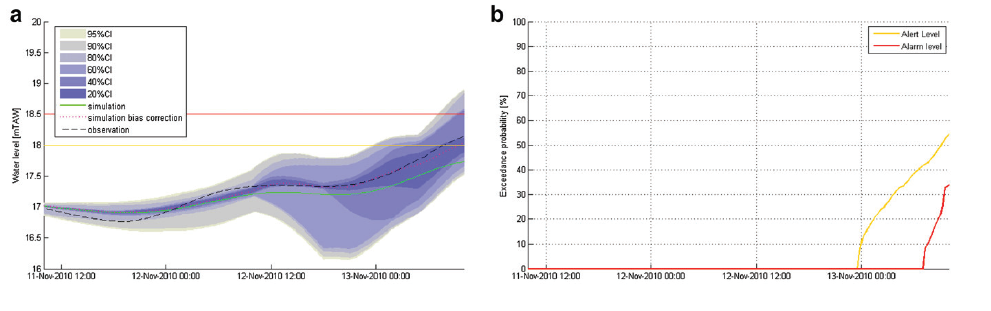 a
Water level [mTAW]
20
19.5
19
18.5
18
17.5
17
16.5
16
95%CI
90%CI
80%CI
60%CI
40%CI
20%CI
simulation
simulation bias correction
observation
11-Nov-2010 12:00
12-Nov-2010 00:00
12-Nov-2010 12:00
13-Nov-2010 00:00
b
Exceedance probability [%]
100
90
80
70
60
50
40
30
20
10
0
Alert Level
Alarm level
11-Nov-2010 12:00
12-Nov-2010 00:00
12-Nov-2010 12:00
13-Nov-2010 00:00